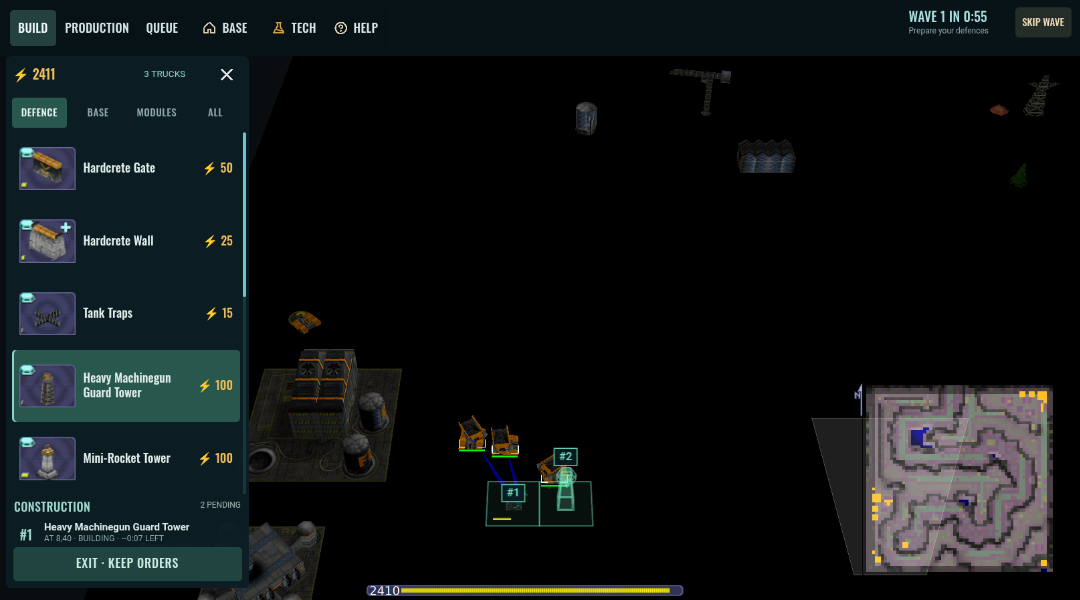 BUILD PRODUCTION QUEUE BASE TECH HELP
WAVE 1 IN 0:55
Prepare your defences
SKIP WAVE
2411 3 TRUCKS
DEFENCE BASE MODULES ALL
Hardcrete Gate 50
Hardcrete Wall 25
Tank Traps 15
Heavy Machinegun
Guard Tower 100
Mini-Rocket Tower 100
CONSTRUCTION 2 PENDING
#1 Heavy Machinegun Guard Tower
AT 8,40 · BUILDING · ~0:07 LEFT
EXIT · KEEP ORDERS
#1
#2
N
2410